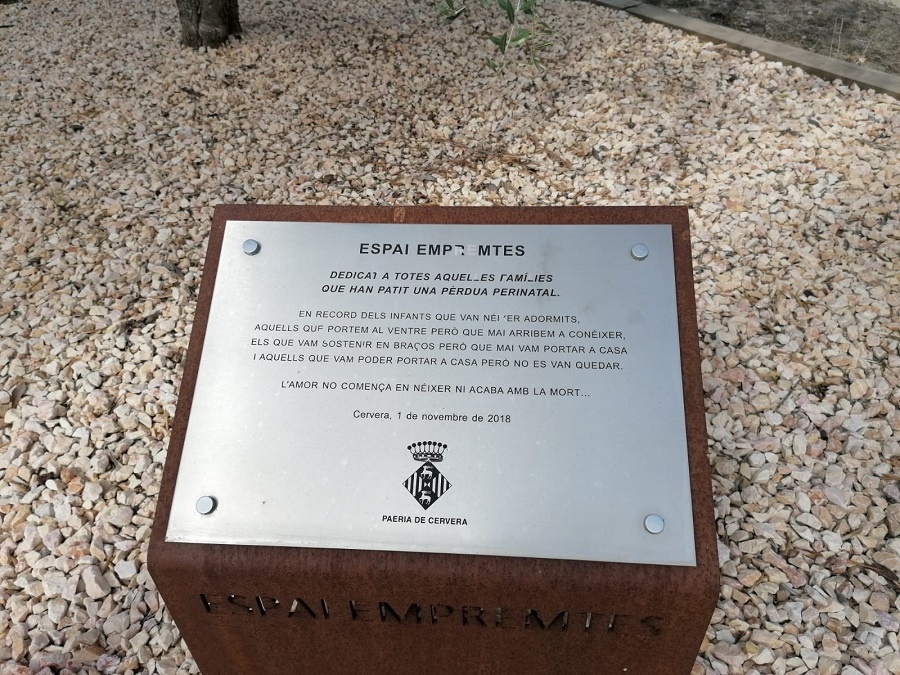 ESPAI EMPREMTES
DEDICAT A TOTES AQUELLES FAMÍLIES
QUE HAN PATIT UNA PÈRDUA PERINATAL.
EN RECORD DELS INFANTS QUE VAN NÉIXER ADORMITS,
AQUELLS QUE PORTEM AL VENTRE PERÒ QUE MAI ARRIBEM A CONÈIXER,
ELS QUE VAM SOSTENIR EN BRAÇOS PERÒ QUE MAI VAM PORTAR A CASA
I AQUELLS QUE VAM PODER PORTAR A CASA PERÒ NO ES VAN QUEDAR.
L'AMOR NO COMENÇA EN NÉIXER NI ACABA AMB LA MORT...
Cervera, 1 de novembre de 2018
PAERIA DE CERVERA
ESPAI EMPREMTES